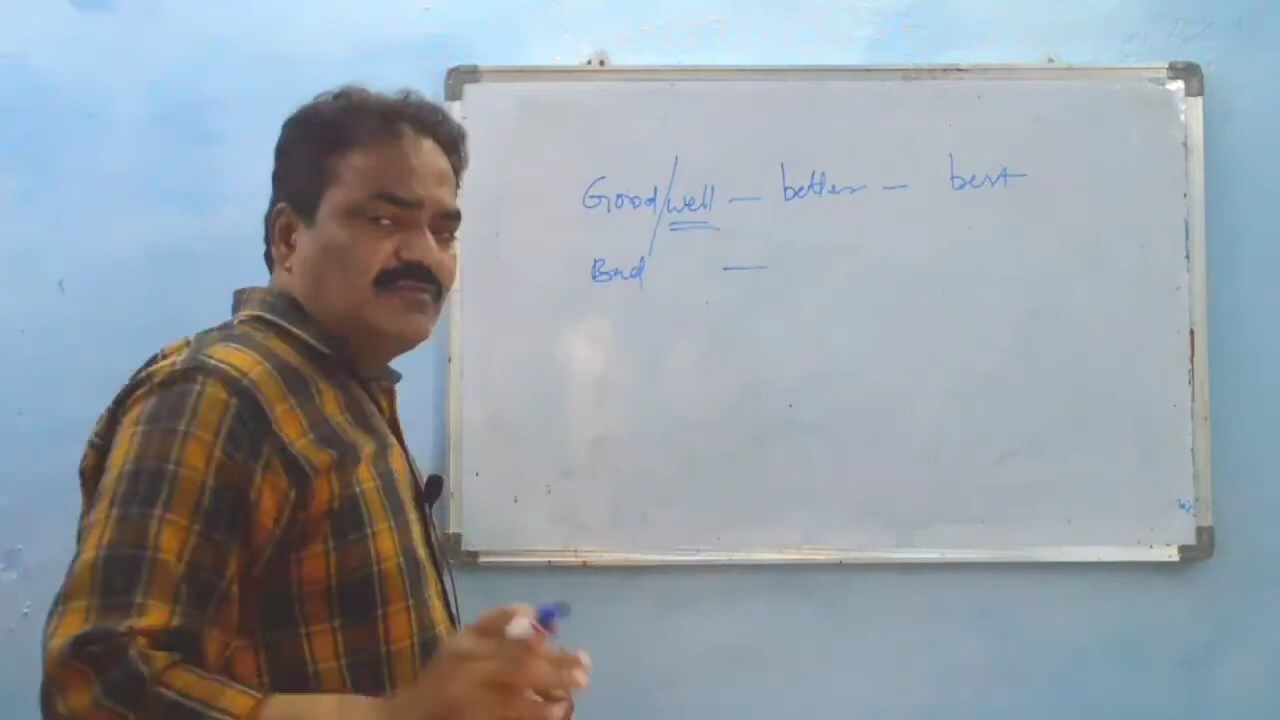 Good/well — better — best
Bad —